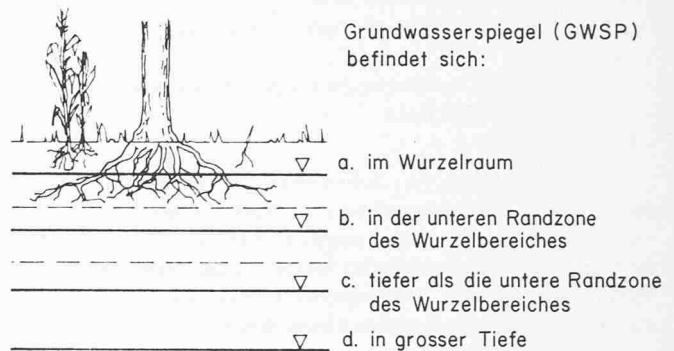 Grundwasserspiegel (GWSP)
befindet sich:
a. im Wurzelraum
b. in der unteren Randzone
des Wurzelbereiches
c. tiefer als die untere Randzone
des Wurzelbereiches
d. in grosser Tiefe